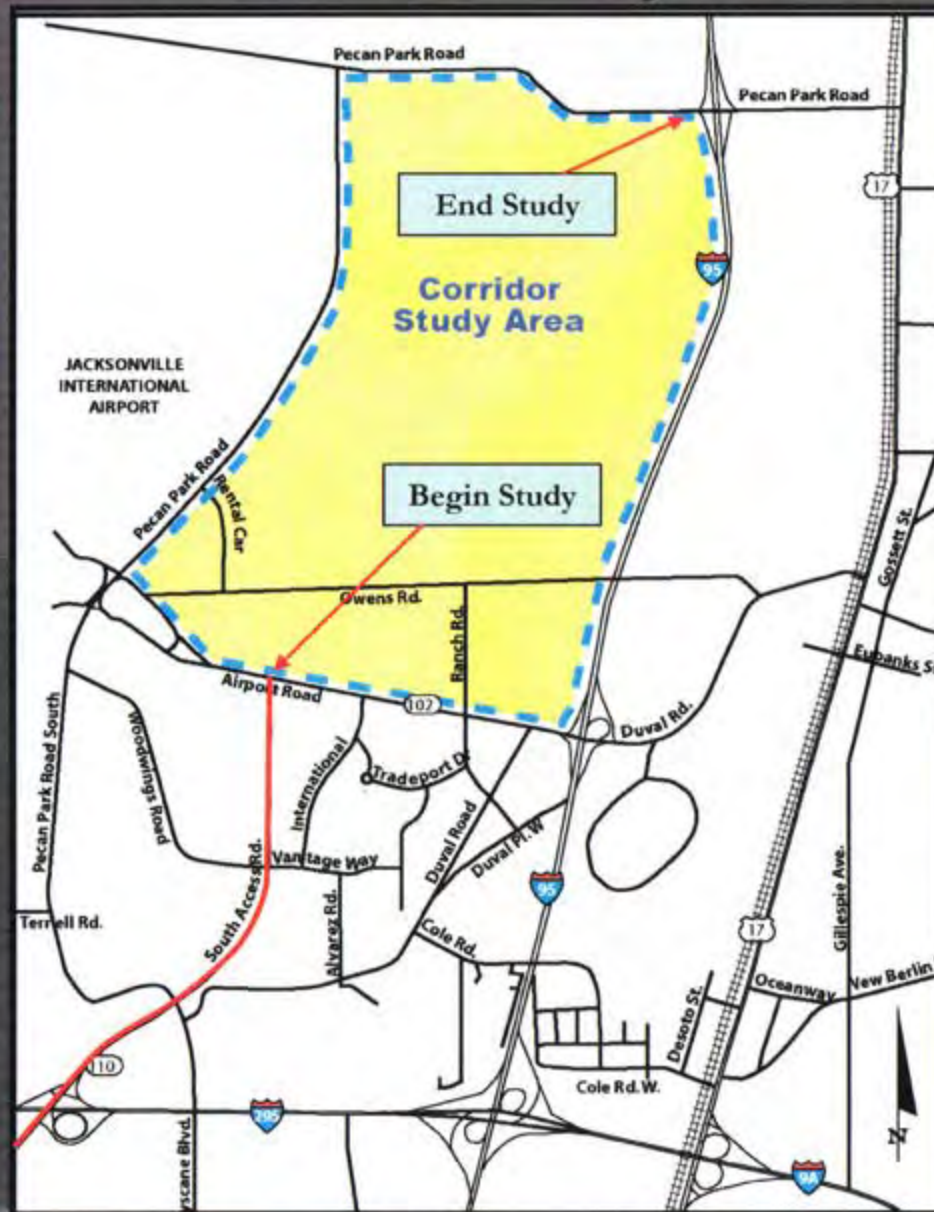 Pecan Park Road
Pecan Park Road
17
End Study
95
Corridor
Study Area
JACKSONVILLE
INTERNATIONAL
AIRPORT
Begin Study
Pecan Park Road
Rental Car
Gossett St.
Owens Rd.
Ranch Rd.
Eubanks S
Airport Road
102
Duval Rd.
Pecan Park Road South
Woodwings Road
International
Tradeport D
Duval Road
Duval Pl. W
Vantage Way
95
Gillespie Ave.
South Access Rd.
Alvarez Rd.
Terrell Rd.
Cole Rd.
17
Oceanway
New Berlin
Desoto St.
110
Cole Rd. W.
295
yscane Blvd.
9A
N